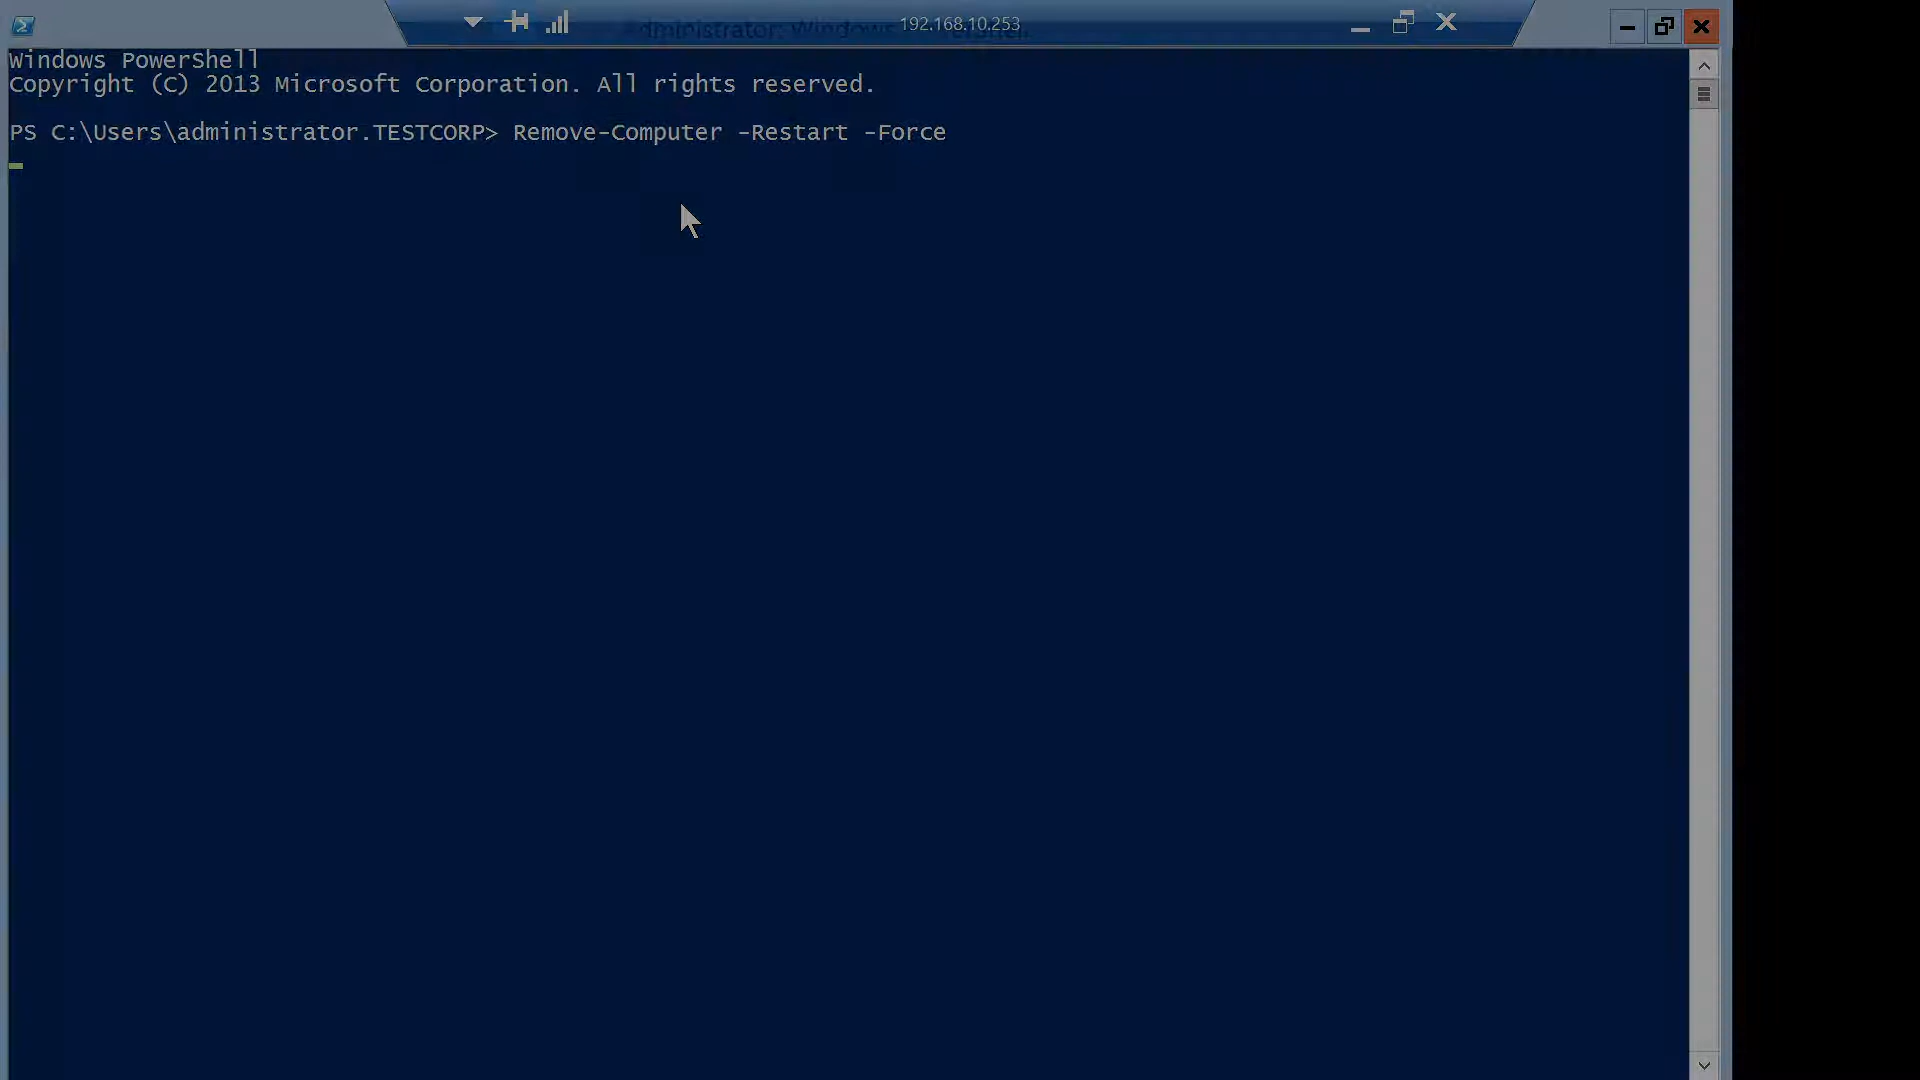 192.168.10.253
Windows PowerShell
Copyright (C) 2013 Microsoft Corporation. All rights reserved.
PS C:\Users\administrator.TESTCORP> Remove-Computer -Restart -Force